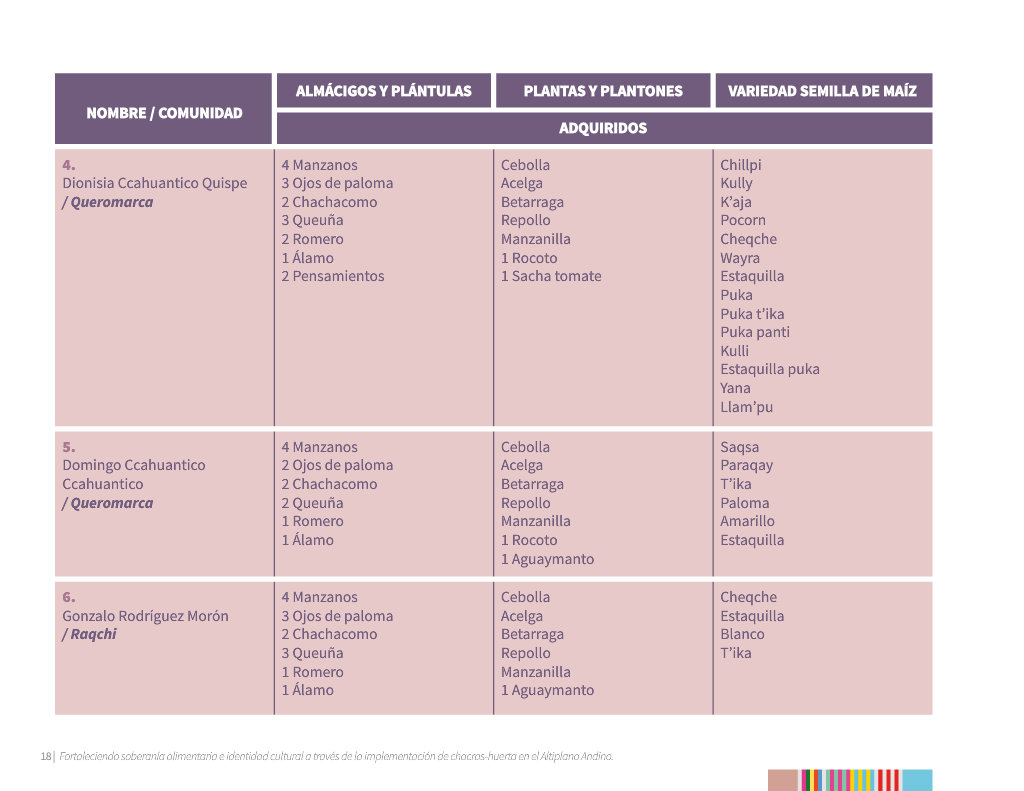 NOMBRE / COMUNIDAD
ALMÁCIGOS Y PLÁNTULAS
PLANTAS Y PLANTONES
VARIEDAD SEMILLA DE MAÍZ
ADQUIRIDOS
4.
Dionisia Ccahuantico Quispe
/ Queromarca
4 Manzanos
3 Ojos de paloma
2 Chachacomo
3 Queuña
2 Romero
1 Álamo
2 Pensamientos
Cebolla
Acelga
Betarraga
Repollo
Manzanilla
1 Rocoto
1 Sacha tomate
Chillpi
Kully
K’aja
Pocorn
Cheqche
Wayra
Estaquilla
Puka
Puka t’ika
Puka panti
Kulli
Estaquilla puka
Yana
Llam’pu
5.
Domingo Ccahuantico
Ccahuantico
/ Queromarca
4 Manzanos
2 Ojos de paloma
2 Chachacomo
2 Queuña
1 Romero
1 Álamo
Cebolla
Acelga
Betarraga
Repollo
Manzanilla
1 Rocoto
1 Aguaymanto
Saqsa
Paraqay
T’ika
Paloma
Amarillo
Estaquilla
6.
Gonzalo Rodríguez Morón
/ Raqchi
4 Manzanos
3 Ojos de paloma
2 Chachacomo
3 Queuña
1 Romero
1 Álamo
Cebolla
Acelga
Betarraga
Repollo
Manzanilla
1 Aguaymanto
Cheqche
Estaquilla
Blanco
T’ika
18 | Fortaleciendo soberanía alimentaria e identidad cultural a través de la implementación de chacras-huerta en el Altiplano Andino.